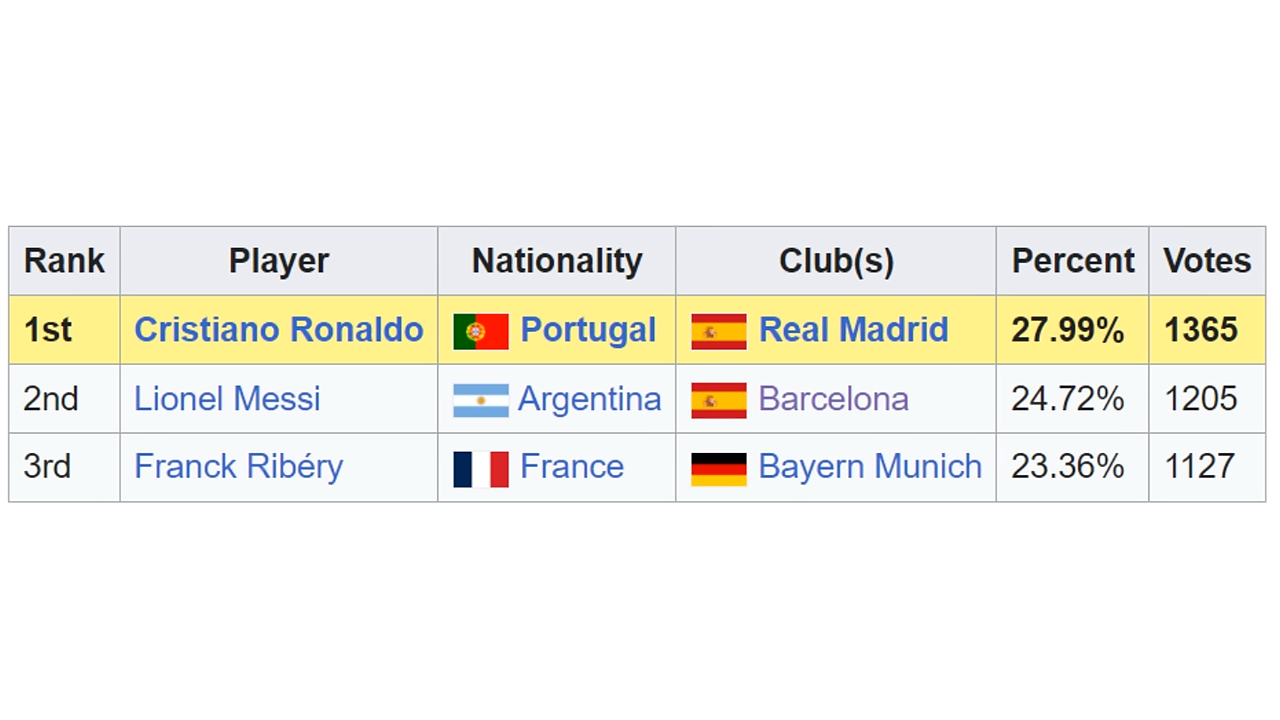 Rank Player Nationality Club(s) Percent Votes
1st Cristiano Ronaldo Portugal Real Madrid 27.99% 1365
2nd Lionel Messi Argentina Barcelona 24.72% 1205
3rd Franck Ribéry France Bayern Munich 23.36% 1127